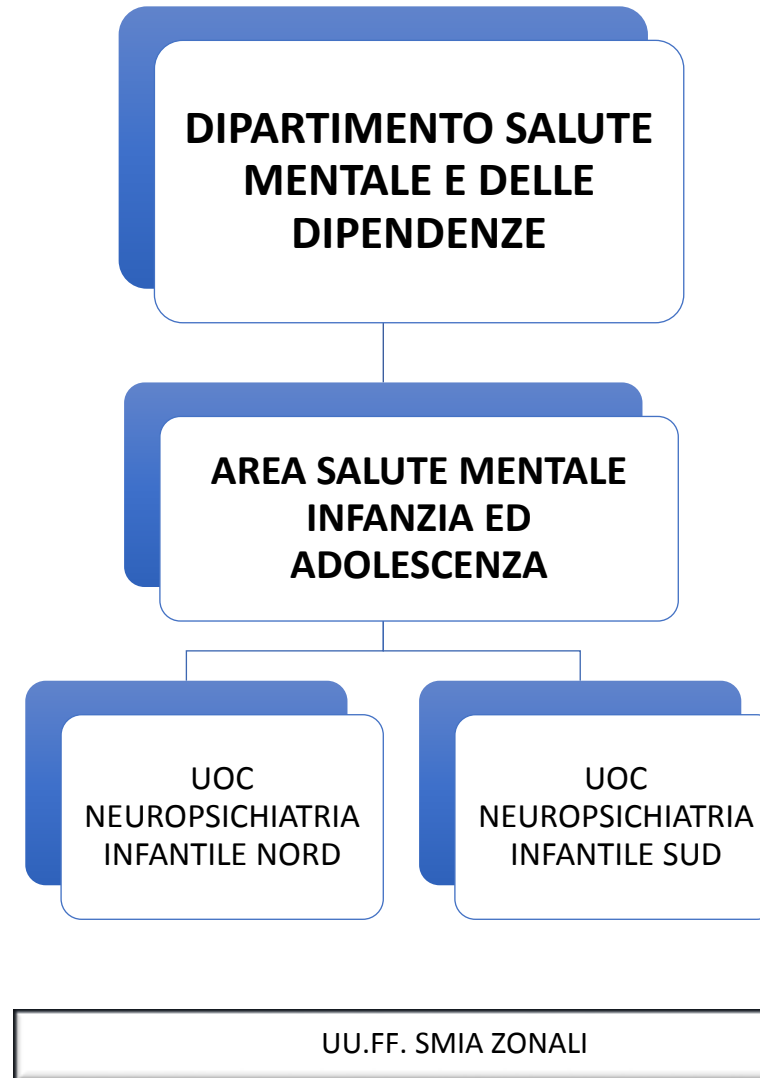 DIPARTIMENTO SALUTE
MENTALE E DELLE
DIPENDENZE
AREA SALUTE MENTALE
INFANZIA ED
ADOLESCENZA
UOC
NEUROPSICHIATRIA
INFANTILE NORD
UOC
NEUROPSICHIATRIA
INFANTILE SUD
UU.FF. SMIA ZONALI